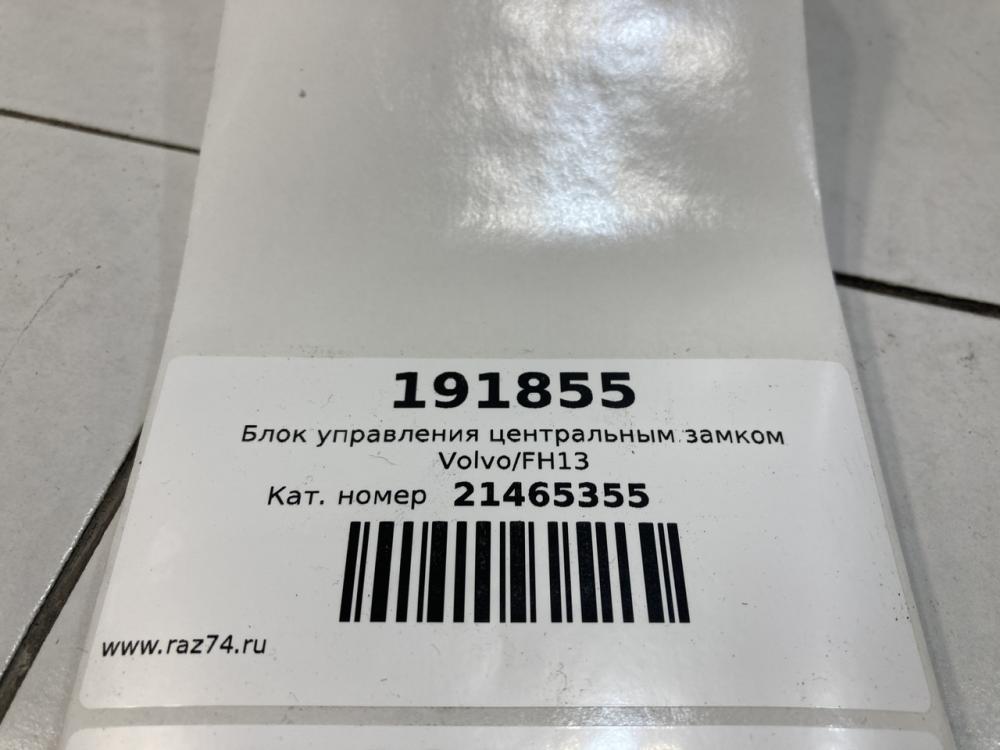 191855
Блок управления центральным замком
Volvo/FH13
Кат. номер 21465355
www.raz74.ru